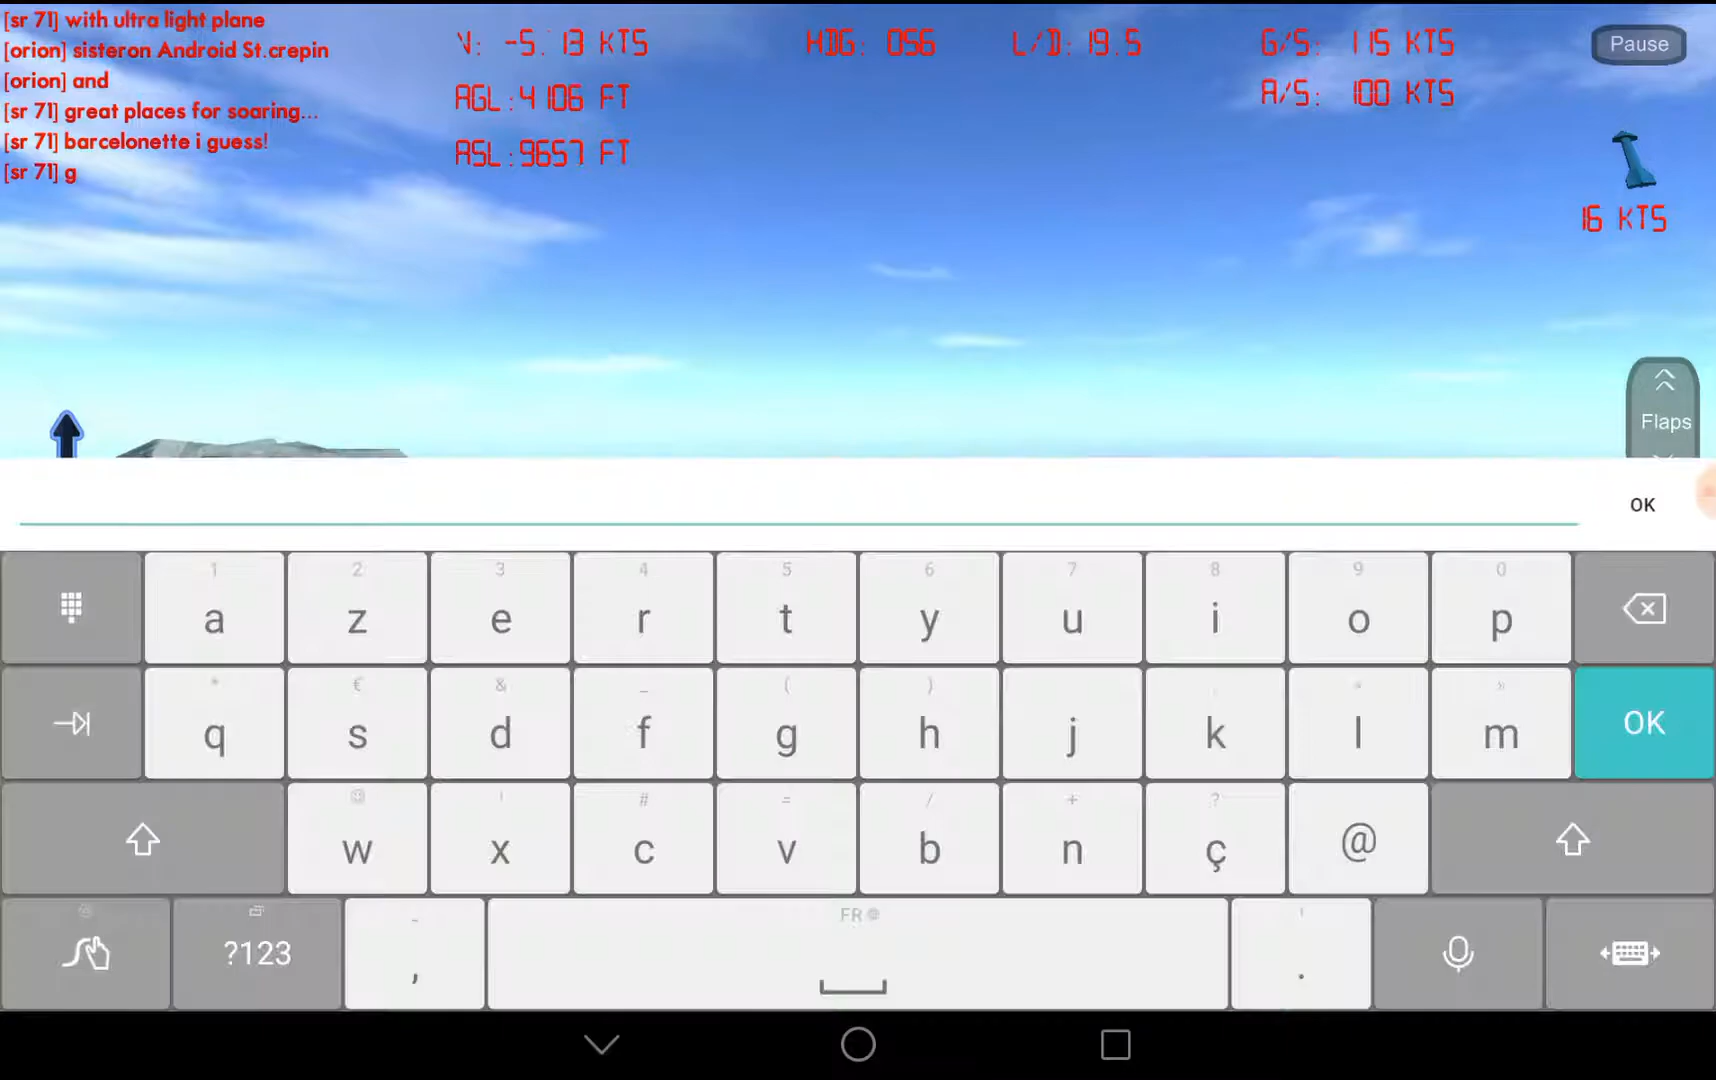 [sr 71] with ultra light plane
[orion] sisteron Android St.crepin
[orion] and
[sr 71] great places for soaring...
[sr 71] barcelonette i guess!
[sr 71] g
V: -5.13 KTS
AGL:4106 FT
ASL:9657 FT
HDG: 056
L/D: 19.5
G/S: 115 KTS
A/S: 100 KTS
Pause
16 KTS
Flaps
OK
1 2 3 4 5 6 7 8 9 0
a z e r t y u i o p
* € & _ ( ) »
q s d f g h j k l m OK
! # = / + ?
w x c v b n ç @
FR
?123 , .